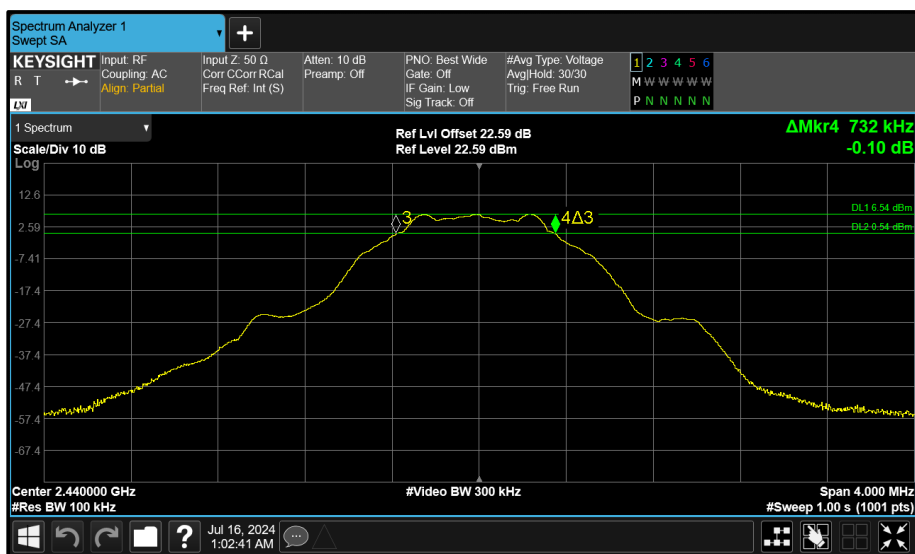 Spectrum Analyzer 1
Swept SA
+
KEYSIGHT
R T
LXI
Input: RF
Coupling: AC
Align: Partial
Input Z: 50 Ω
Corr CCorr RCal
Freq Ref: Int (S)
Atten: 10 dB
Preamp: Off
PNO: Best Wide
Gate: Off
IF Gain: Low
Sig Track: Off
#Avg Type: Voltage
Avg|Hold: 30/30
Trig: Free Run
1 2 3 4 5 6
M W W W W W
P N N N N N
1 Spectrum
Scale/Div 10 dB
Log
Ref Lvl Offset 22.59 dB
Ref Level 22.59 dBm
ΔMkr4 732 kHz
-0.10 dB
12.6
2.59
-7.41
-17.4
-27.4
-37.4
-47.4
-57.4
-67.4
3
4Δ3
DL1 6.54 dBm
DL2 0.54 dBm
Center 2.440000 GHz
#Res BW 100 kHz
#Video BW 300 kHz
Span 4.000 MHz
#Sweep 1.00 s (1001 pts)
?
Jul 16, 2024
1:02:41 AM